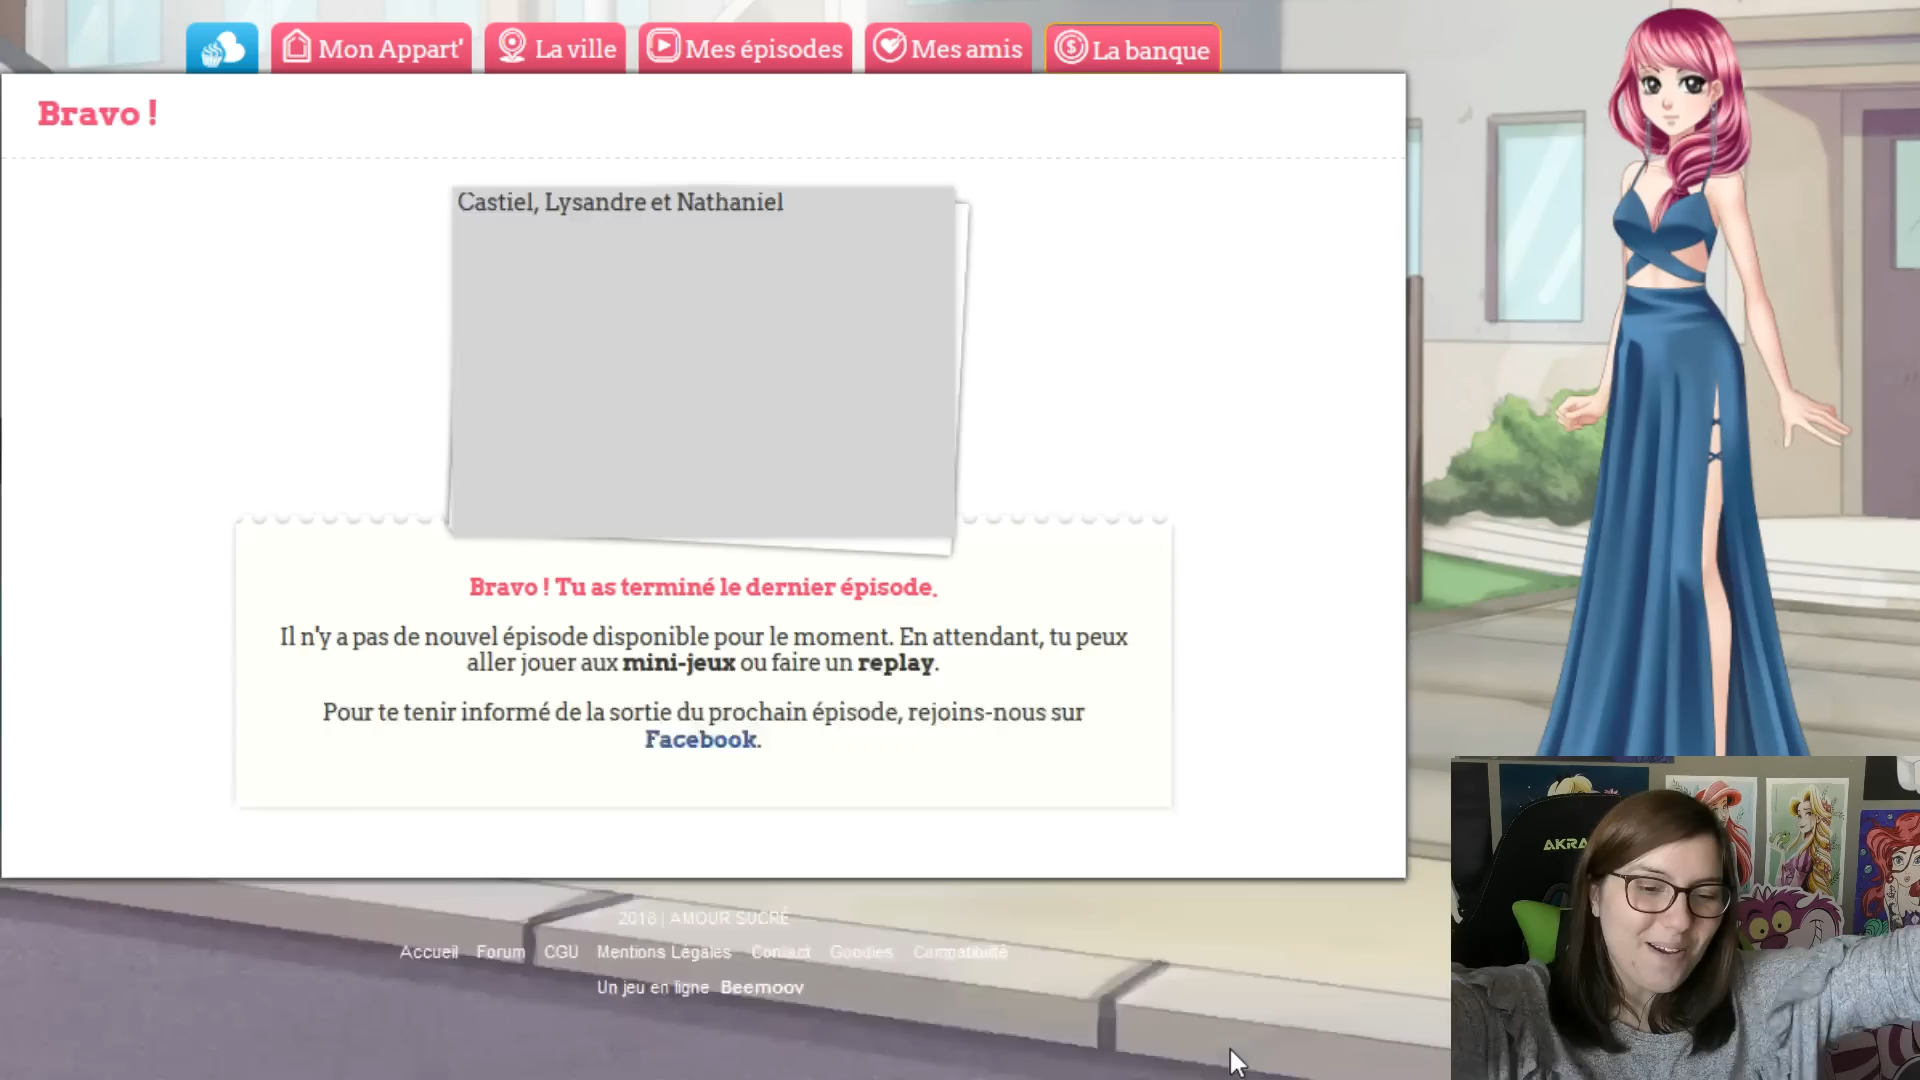 Mon Appart' La ville Mes épisodes Mes amis La banque
Bravo !
Castiel, Lysandre et Nathaniel
Bravo ! Tu as terminé le dernier épisode.
Il n'y a pas de nouvel épisode disponible pour le moment. En attendant, tu peux
aller jouer aux mini-jeux ou faire un replay.
Pour te tenir informé de la sortie du prochain épisode, rejoins-nous sur
Facebook.
AKRA
2018 | AMOUR SUCRÉ
Accueil Forum CGU Mentions Légales Contact Goodies Compatibilité
Un jeu en ligne Beemoov